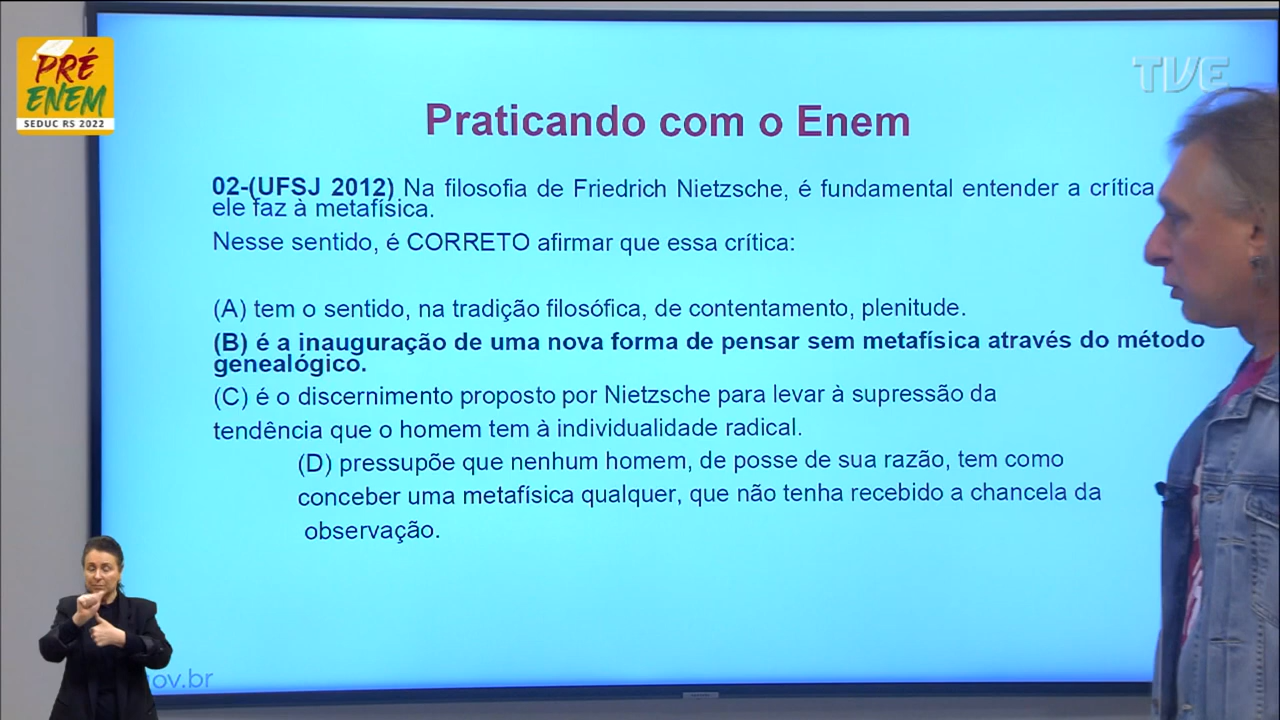 PRÉ
ENEM
SEDUC RS 2022
TVE
Praticando com o Enem
02-(UFSJ 2012) Na filosofia de Friedrich Nietzsche, é fundamental entender a crítica
ele faz à metafísica.
Nesse sentido, é CORRETO afirmar que essa crítica:
(A) tem o sentido, na tradição filosófica, de contentamento, plenitude.
(B) é a inauguração de uma nova forma de pensar sem metafísica através do método
genealógico.
(C) é o discernimento proposto por Nietzsche para levar à supressão da
tendência que o homem tem à individualidade radical.
(D) pressupõe que nenhum homem, de posse de sua razão, tem como
conceber uma metafísica qualquer, que não tenha recebido a chancela da
observação.
ov.br